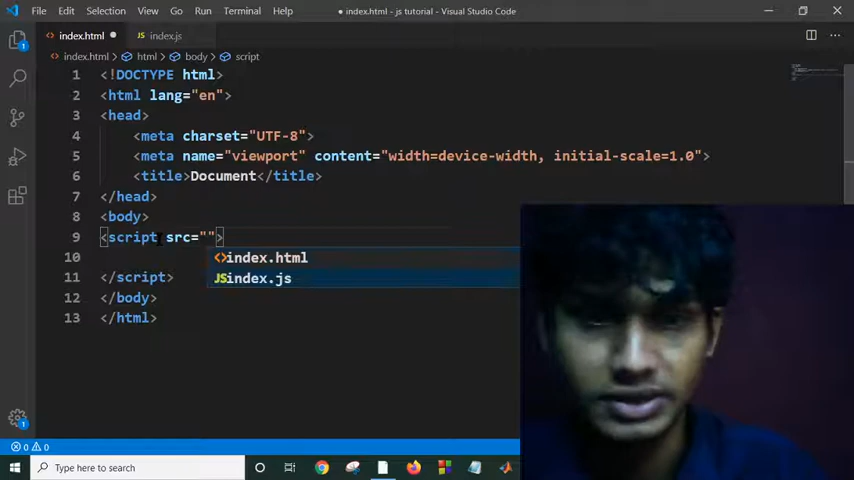 File Edit Selection View Go Run Terminal Help ● index.html - js tutorial - Visual Studio Code
<> index.html ● JS index.js
<> index.html > html > body > script
1 <!DOCTYPE html>
2 <html lang="en">
3 <head>
4 <meta charset="UTF-8">
5 <meta name="viewport" content="width=device-width, initial-scale=1.0">
6 <title>Document</title>
7 </head>
8 <body>
9 <script src="">
<> index.html
10
JS index.js
11 </script>
12 </body>
13 </html>
1
1
0 0
Type here to search